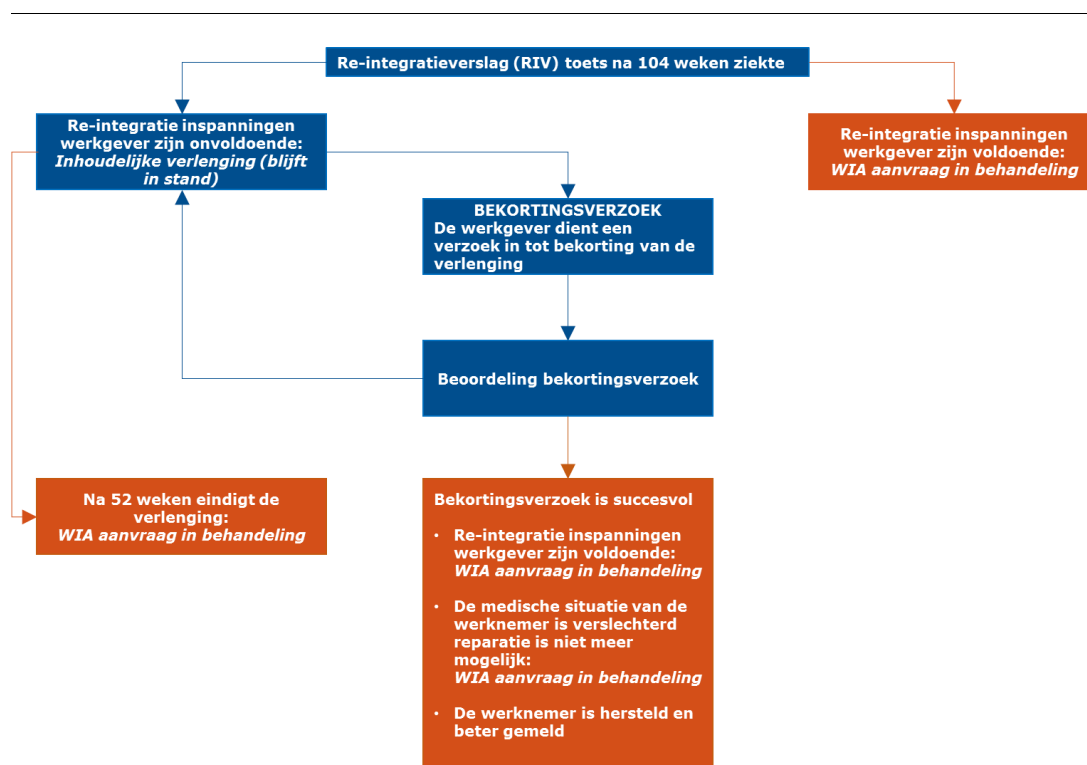 Re-integratieverslag (RIV) toets na 104 weken ziekte
Re-integratie inspanningen
werkgever zijn onvoldoende:
Inhoudelijke verlenging (blijft
in stand)
Re-integratie inspanningen
werkgever zijn voldoende:
WIA aanvraag in behandeling
BEKORTINGSVERZOEK
De werkgever dient een
verzoek in tot bekorting van de
verlenging
Beoordeling bekortingsverzoek
Na 52 weken eindigt de
verlenging:
WIA aanvraag in behandeling
Bekortingsverzoek is succesvol
• Re-integratie inspanningen
werkgever zijn voldoende:
WIA aanvraag in behandeling
• De medische situatie van de
werknemer is verslechterd
reparatie is niet meer
mogelijk:
WIA aanvraag in behandeling
• De werknemer is hersteld en
beter gemeld